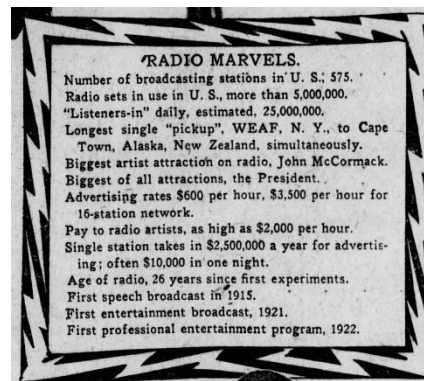 RADIO MARVELS.
Number of broadcasting stations in U. S., 575.
Radio sets in use in U. S., more than 5,000,000.
"Listeners-in" daily, estimated, 25,000,000.
Longest single "pickup", WEAF, N. Y., to Cape
Town, Alaska, New Zealand, simultaneously.
Biggest artist attraction on radio, John McCormack.
Biggest of all attractions, the President.
Advertising rates $600 per hour, $3,500 per hour for
16-station network.
Pay to radio artists, as high as $2,000 per hour.
Single station takes in $2,500,000 a year for advertis-
ing; often $10,000 in one night.
Age of radio, 26 years since first experiments.
First speech broadcast in 1915.
First entertainment broadcast, 1921.
First professional entertainment program, 1922.